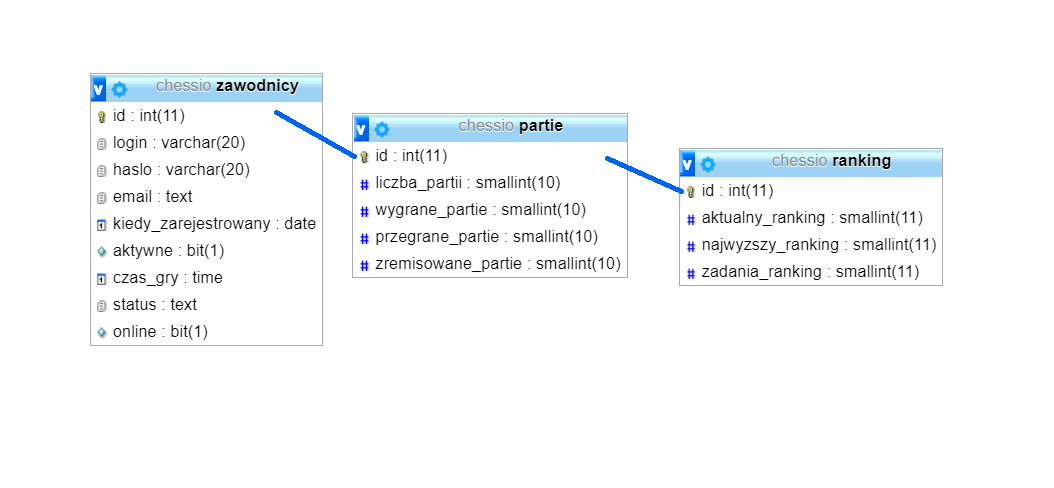 chessio zawodnicy
id : int(11)
login : varchar(20)
haslo : varchar(20)
email : text
kiedy_zarejestrowany : date
aktywne : bit(1)
czas_gry : time
status : text
online : bit(1)
chessio partie
id : int(11)
liczba_partii : smallint(10)
wygrane_partie : smallint(10)
przegrane_partie : smallint(10)
zremisowane_partie : smallint(10)
chessio ranking
id : int(11)
aktualny_ranking : smallint(11)
najwyzszy_ranking : smallint(11)
zadania_ranking : smallint(11)